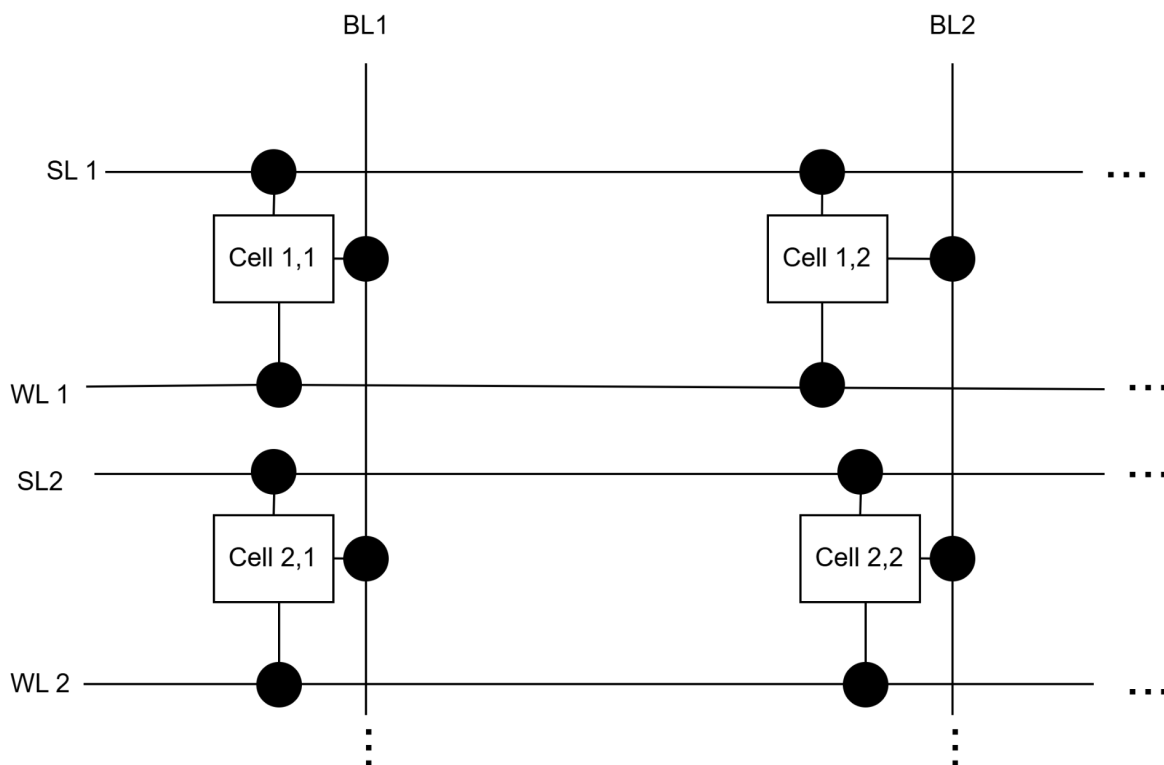 BL1
BL2
SL 1
...
Cell 1,1
Cell 1,2
WL 1
...
SL2
...
Cell 2,1
Cell 2,2
WL 2
...
...
...